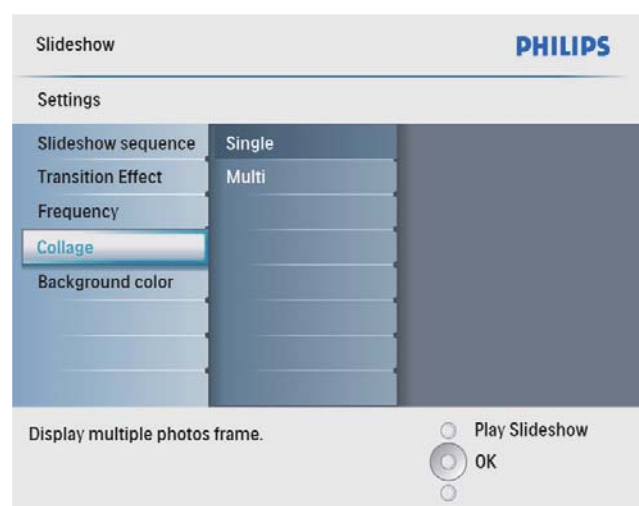 Slideshow
PHILIPS
Settings
Slideshow sequence
Single
Transition Effect
Multi
Frequency
Collage
Background color
Display multiple photos frame.
Play Slideshow
OK